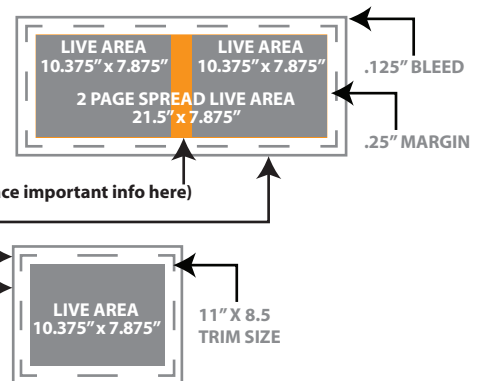 LIVE AREA
10.375” x 7.875”
LIVE AREA
10.375” x 7.875”
2 PAGE SPREAD LIVE AREA
21.5” x 7.875”
.125” BLEED
.25” MARGIN
important info here)
LIVE AREA
10.375” x 7.875”
11” X 8.5
TRIM SIZE